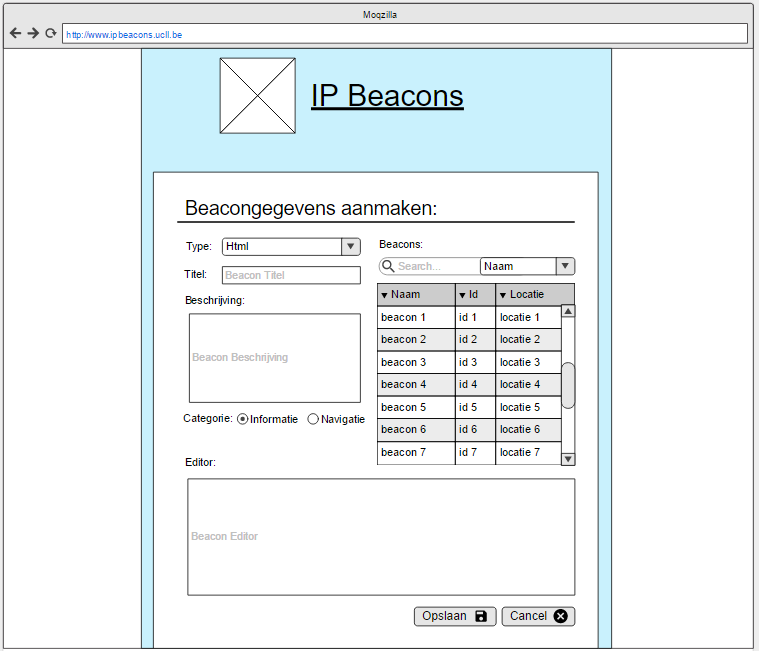 Moqzilla
http://www.ipbeacons.ucll.be
IP Beacons
Beacongegevens aanmaken:
Type: Html
Titel: Beacon Titel
Beschrijving:
Beacon Beschrijving
Categorie: Informatie Navigatie
Beacons:
Search... Naam
Naam Id Locatie
beacon 1 id 1 locatie 1
beacon 2 id 2 locatie 2
beacon 3 id 3 locatie 3
beacon 4 id 4 locatie 4
beacon 5 id 5 locatie 5
beacon 6 id 6 locatie 6
beacon 7 id 7 locatie 7
Editor:
Beacon Editor
Opslaan Cancel